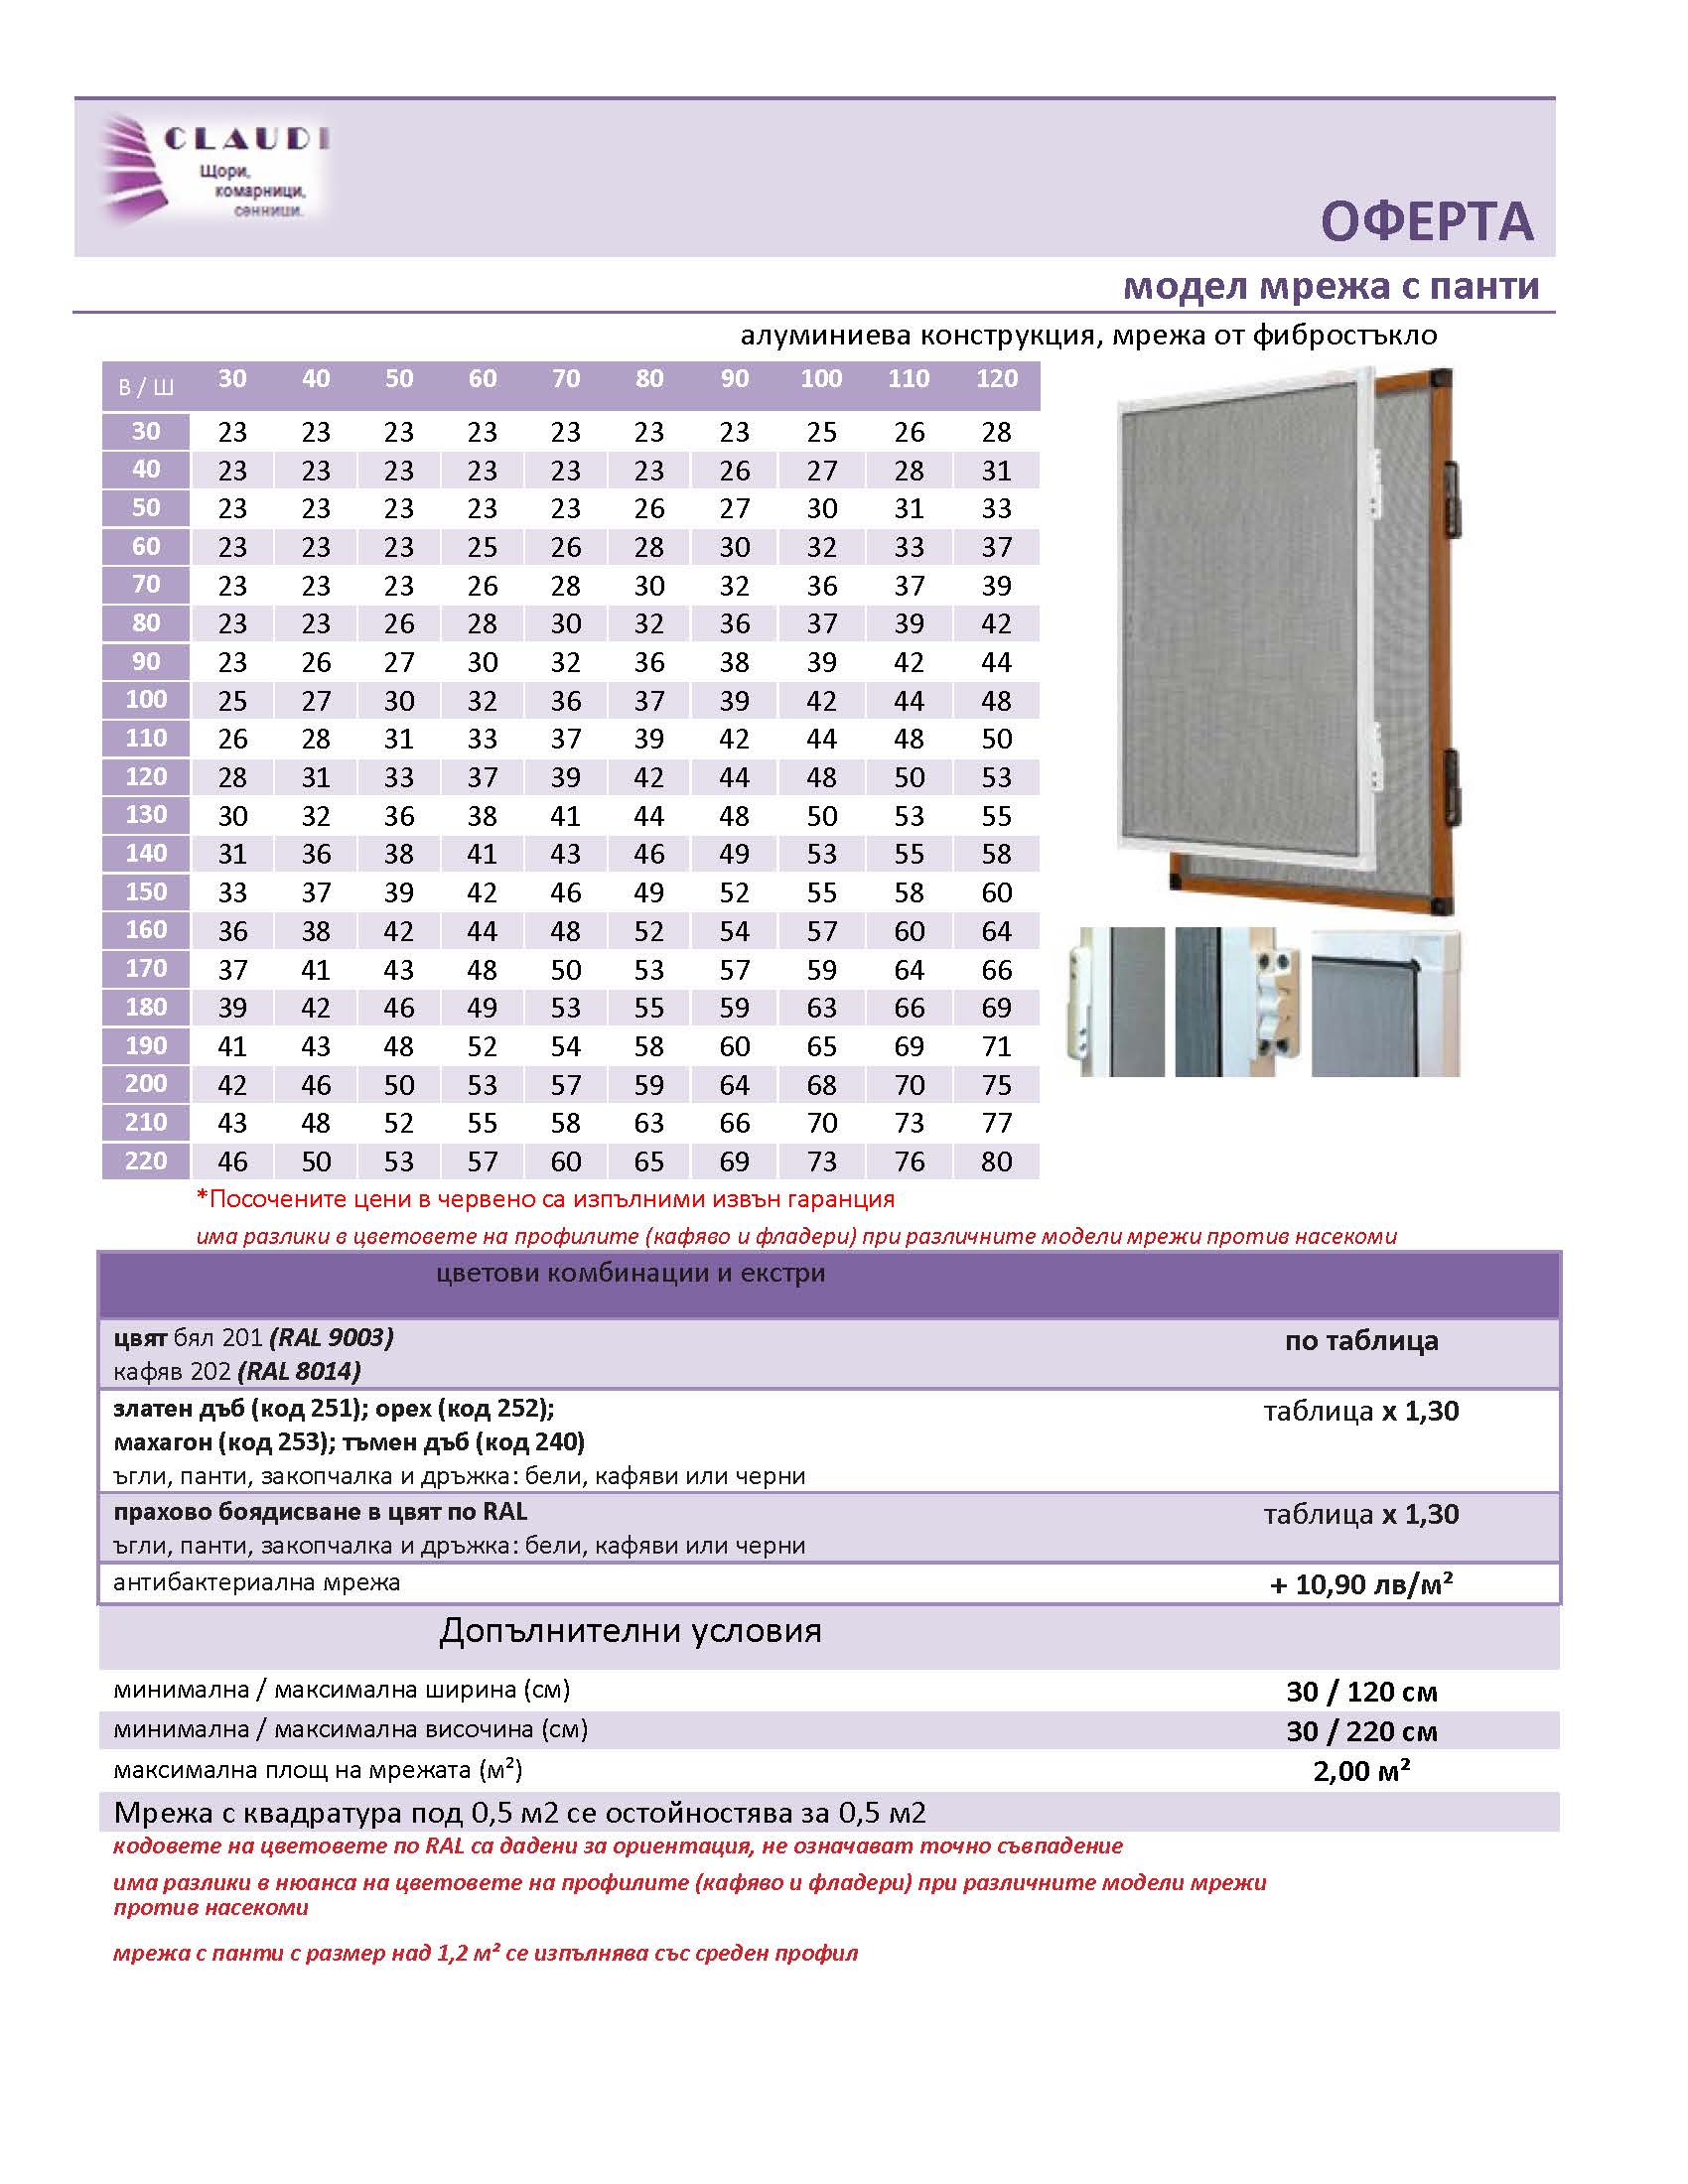 CLAUDI
Щори,
комарници,
сенници.
ОФЕРТА
модел мрежа с панти
алуминиева конструкция, мрежа от фибростъкло
В / Ш 30 40 50 60 70 80 90 100 110 120
30 23 23 23 23 23 23 23 25 26 28
40 23 23 23 23 23 23 26 27 28 31
50 23 23 23 23 23 26 27 30 31 33
60 23 23 23 25 26 28 30 32 33 37
70 23 23 23 26 28 30 32 36 37 39
80 23 23 26 28 30 32 36 37 39 42
90 23 26 27 30 32 36 38 39 42 44
100 25 27 30 32 36 37 39 42 44 48
110 26 28 31 33 37 39 42 44 48 50
120 28 31 33 37 39 42 44 48 50 53
130 30 32 36 38 41 44 48 50 53 55
140 31 36 38 41 43 46 49 53 55 58
150 33 37 39 42 46 49 52 55 58 60
160 36 38 42 44 48 52 54 57 60 64
170 37 41 43 48 50 53 57 59 64 66
180 39 42 46 49 53 55 59 63 66 69
190 41 43 48 52 54 58 60 65 69 71
200 42 46 50 53 57 59 64 68 70 75
210 43 48 52 55 58 63 66 70 73 77
220 46 50 53 57 60 65 69 73 76 80
*Посочените цени в червено са изпълними извън гаранция
има разлики в цветовете на профилите (кафяво и фладери) при различните модели мрежи против насекоми
цветови комбинации и екстри
цвят бял 201 (RAL 9003) по таблица
кафяв 202 (RAL 8014)
златен дъб (код 251); орех (код 252); таблица x 1,30
махагон (код 253); тъмен дъб (код 240)
ъгли, панти, закопчалка и дръжка: бели, кафяви или черни
прахово боядисване в цвят по RAL таблица x 1,30
ъгли, панти, закопчалка и дръжка: бели, кафяви или черни
антибактериална мрежа + 10,90 лв/м²
Допълнителни условия
минимална / максимална ширина (см) 30 / 120 см
минимална / максимална височина (см) 30 / 220 см
максимална площ на мрежата (м²) 2,00 м²
Мрежа с квадратура под 0,5 м2 се остойностява за 0,5 м2
кодовете на цветовете по RAL са дадени за ориентация, не означават точно съвпадение
има разлики в нюанса на цветовете на профилите (кафяво и фладери) при различните модели мрежи
против насекоми
мрежа с панти с размер над 1,2 м² се изпълнява със среден профил